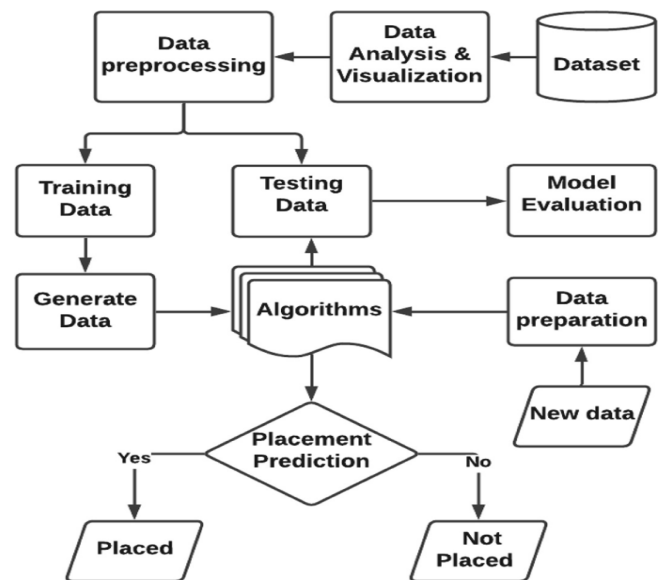 Data
preprocessing
Data
Analysis &
Visualization
Dataset
Training
Data
Testing
Data
Model
Evaluation
Generate
Data
Algorithms
Data
preparation
New data
Placement
Prediction
Yes
No
Placed
Not
Placed